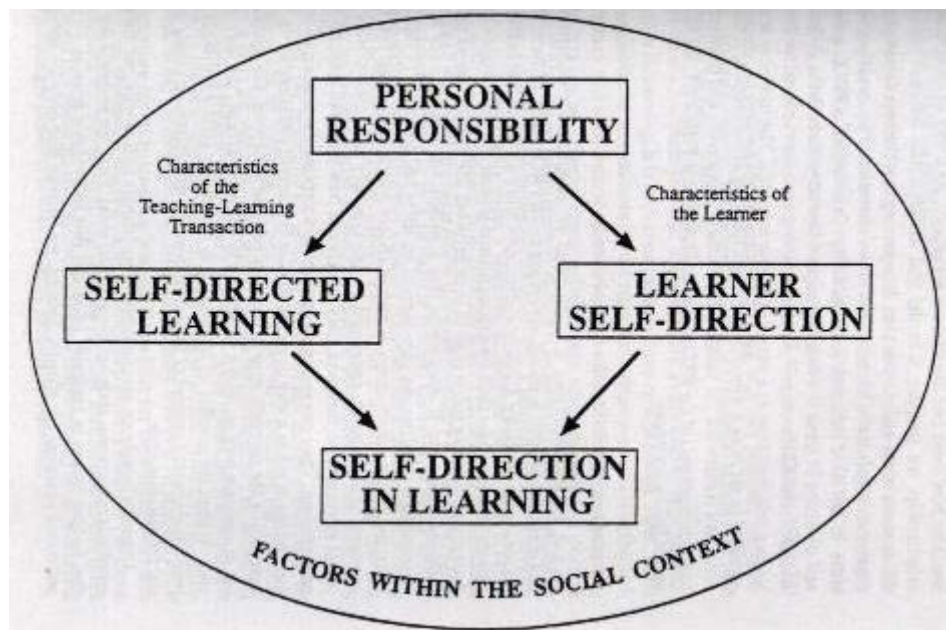 PERSONAL
RESPONSIBILITY
Characteristics
of the
Teaching-Learning
Transaction
Characteristics of
the Learner
SELF-DIRECTED
LEARNING
LEARNER
SELF-DIRECTION
SELF-DIRECTION
IN LEARNING
FACTORS WITHIN THE SOCIAL CONTEXT